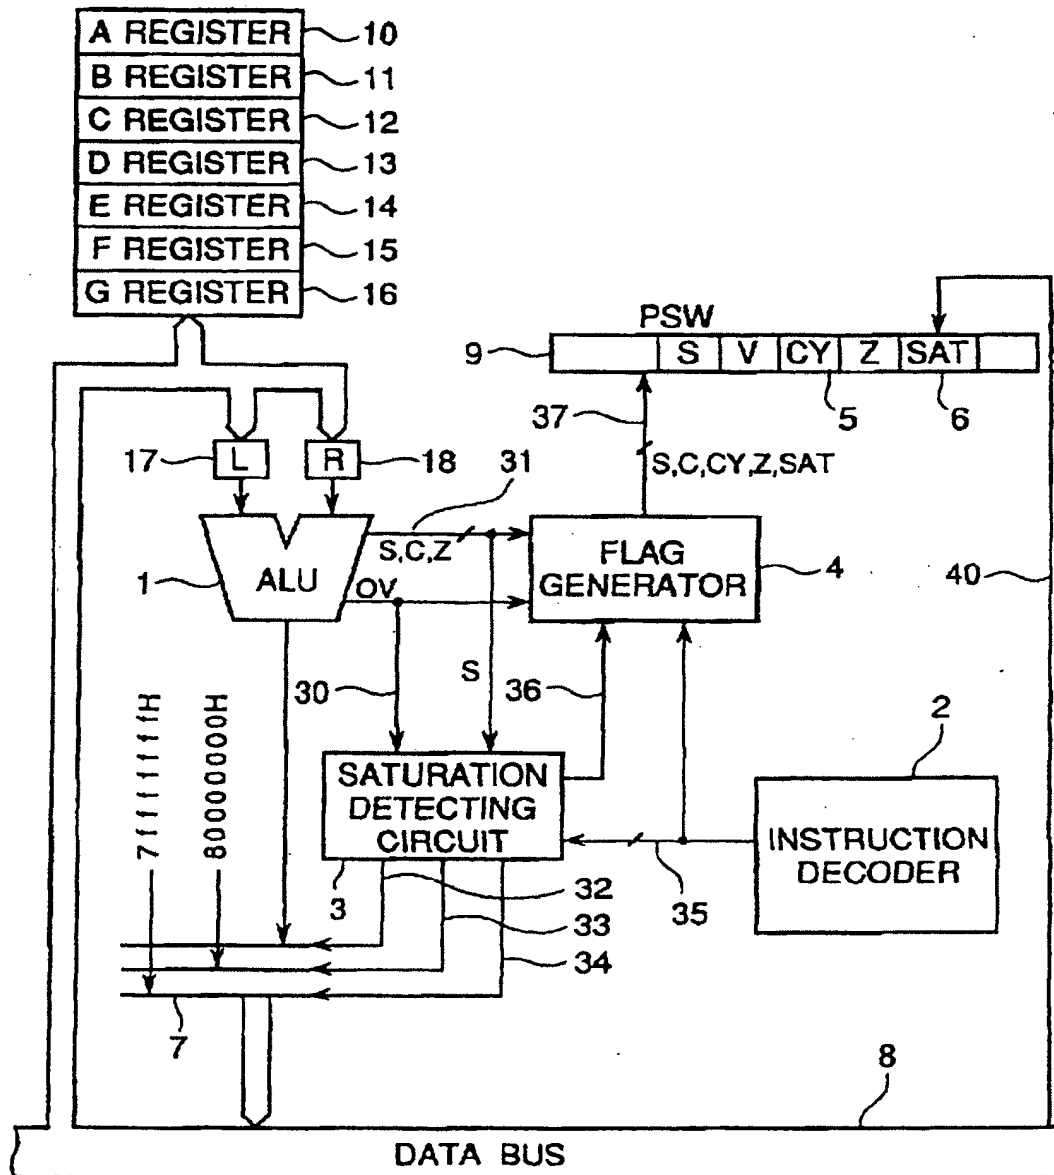 A REGISTER 10
B REGISTER 11
C REGISTER 12
D REGISTER 13
E REGISTER 14
F REGISTER 15
G REGISTER 16
PSW
9 S V CY Z SAT
5 6
37
S,C,CY,Z,SAT
17 L R 18
31
S,C,Z
1 ALU
OV
FLAG
GENERATOR
4
40
30
S
36
2
7fffffffH
80000000H
SATURATION
DETECTING
CIRCUIT
INSTRUCTION
DECODER
3
32
35
33
34
7
8
DATA BUS